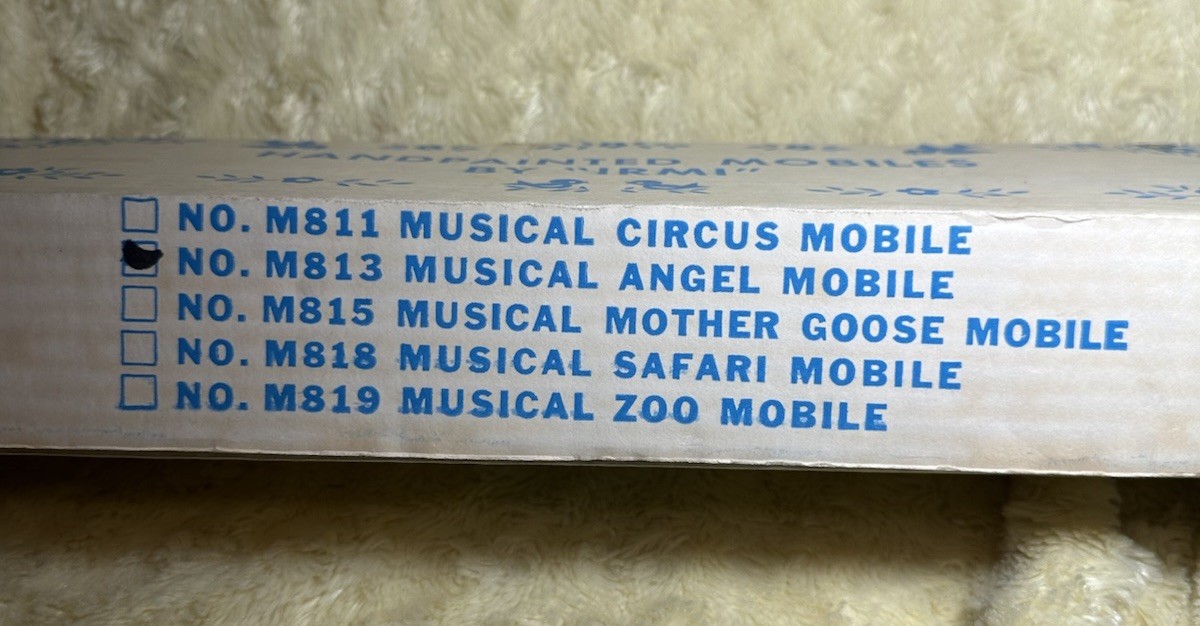 HANDPAINTED MOBILES
BY "IRMI"
NO. M811 MUSICAL CIRCUS MOBILE
NO. M813 MUSICAL ANGEL MOBILE
NO. M815 MUSICAL MOTHER GOOSE MOBILE
NO. M818 MUSICAL SAFARI MOBILE
NO. M819 MUSICAL ZOO MOBILE